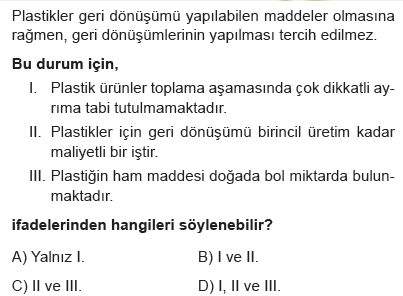 Plastikler geri dönüşümü yapılabilen maddeler olmasına
rağmen, geri dönüşümlerinin yapılması tercih edilmez.
Bu durum için,
I. Plastik ürünler toplama aşamasında çok dikkatli ay-
rıma tabi tutulmamaktadır.
II. Plastikler için geri dönüşümü birincil üretim kadar
maliyetli bir iştir.
III. Plastiğin ham maddesi doğada bol miktarda bulun-
maktadır.
ifadelerinden hangileri söylenebilir?
A) Yalnız I. B) I ve II.
C) II ve III. D) I, II ve III.